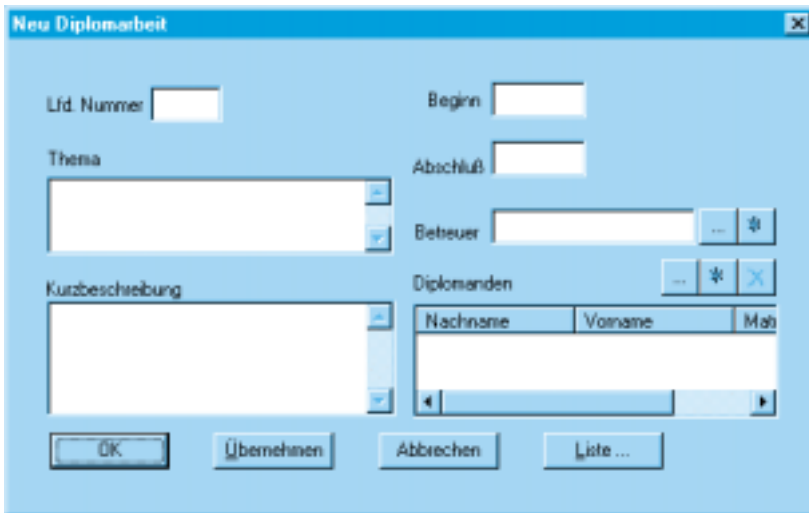 Neu Diplomarbeit
Lfd. Nummer
Beginn
Thema
Abschluß
Betreuer
...
Kurzbeschreibung
Diplomanden
...
Nachname Vorname Mat
OK Übernehmen Abbrechen Liste ...